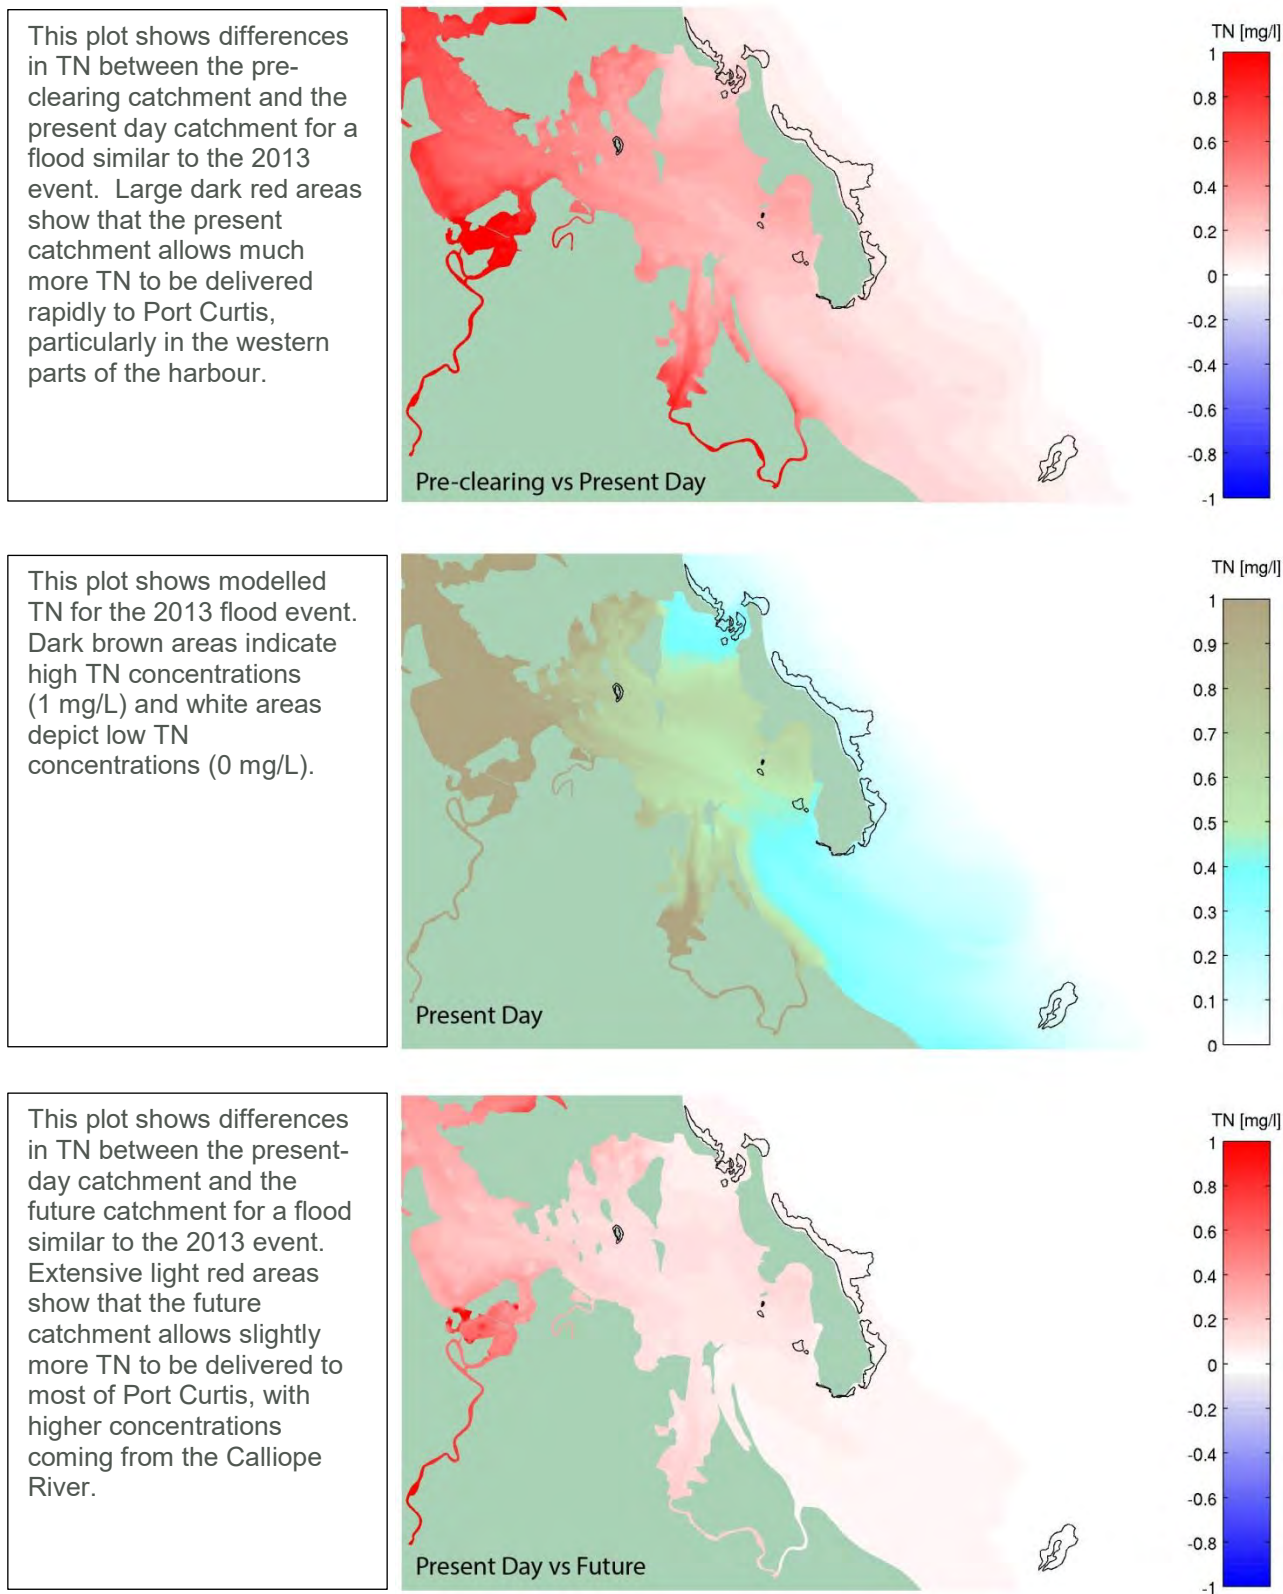 This plot shows differences
in TN between the pre-
clearing catchment and the
present day catchment for a
flood similar to the 2013
event.  Large dark red areas
show that the present
catchment allows much
more TN to be delivered
rapidly to Port Curtis,
particularly in the western
parts of the harbour.
Pre-clearing vs Present Day
TN [mg/l]
1
0.8
0.6
0.4
0.2
0
-0.2
-0.4
-0.6
-0.8
-1
This plot shows modelled
TN for the 2013 flood event.
Dark brown areas indicate
high TN concentrations
(1 mg/L) and white areas
depict low TN
concentrations (0 mg/L).
Present Day
TN [mg/l]
1
0.9
0.8
0.7
0.6
0.5
0.4
0.3
0.2
0.1
0
This plot shows differences
in TN between the present-
day catchment and the
future catchment for a flood
similar to the 2013 event.
Extensive light red areas
show that the future
catchment allows slightly
more TN to be delivered to
most of Port Curtis, with
higher concentrations
coming from the Calliope
River.
Present Day vs Future
TN [mg/l]
1
0.8
0.6
0.4
0.2
0
-0.2
-0.4
-0.6
-0.8
-1